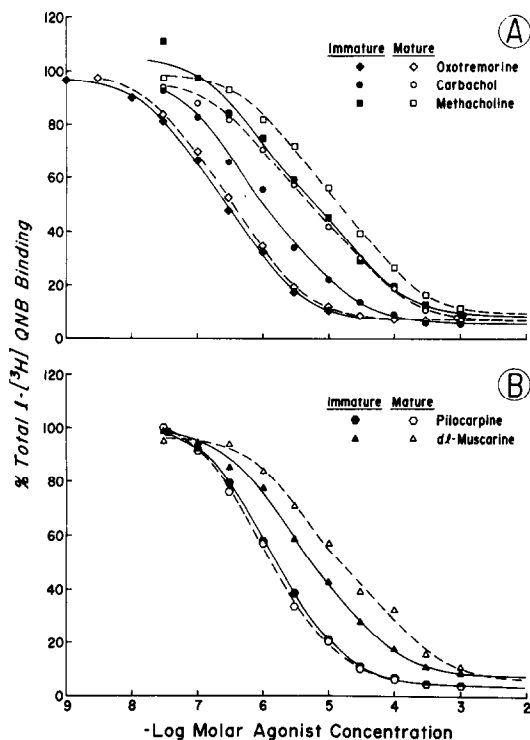 120
A
Immature Mature
100
Oxotremorine
Carbachol
Methacholine
80
60
40
20
0
% Total l-[³H] QNB Binding
120
B
Immature Mature
100
Pilocarpine
dl-Muscarine
80
60
40
20
0
9 8 7 6 5 4 3 2
-Log Molar Agonist Concentration